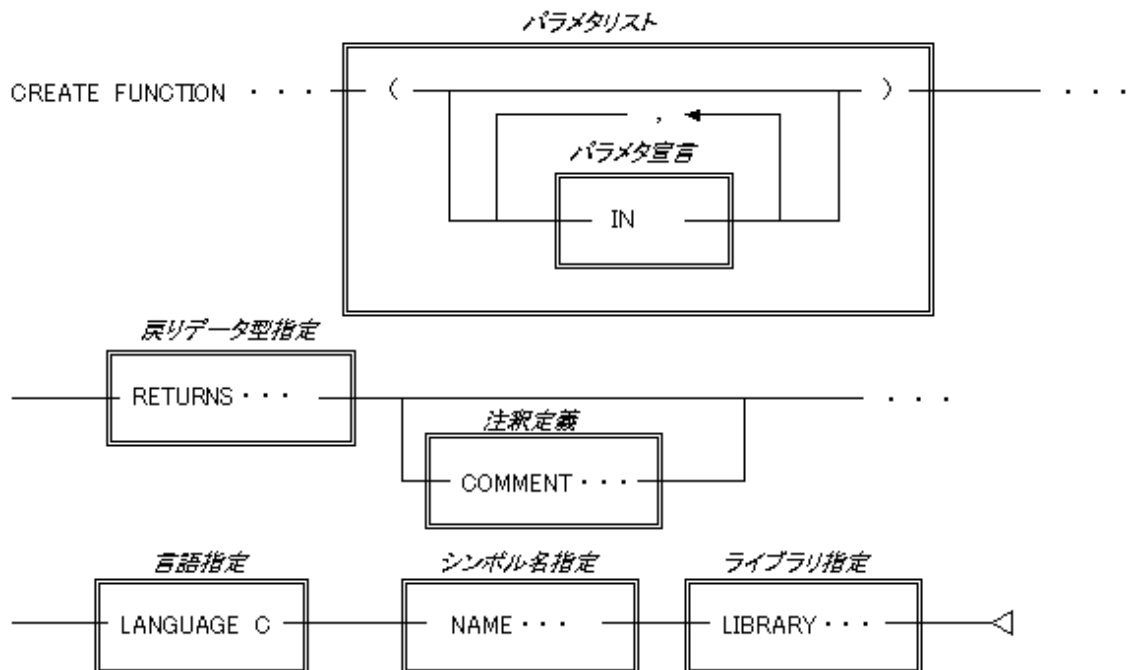 パラメタリスト
CREATE FUNCTION ・・・ ( ) ・・・
,
パラメタ宣言
IN
戻りデータ型指定
RETURNS・・・ ・・・
注釈定義
COMMENT・・・
言語指定 シンボル名指定 ライブラリ指定
LANGUAGE C NAME・・・ LIBRARY・・・